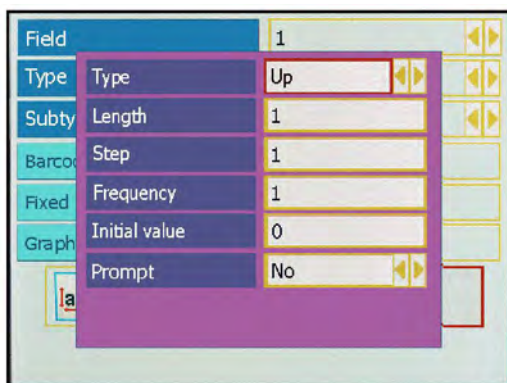 Field 1
Type Type Up
Subty Length 1
Barco Step 1
Fixed Frequency 1
Graph Initial value 0
Prompt No
a